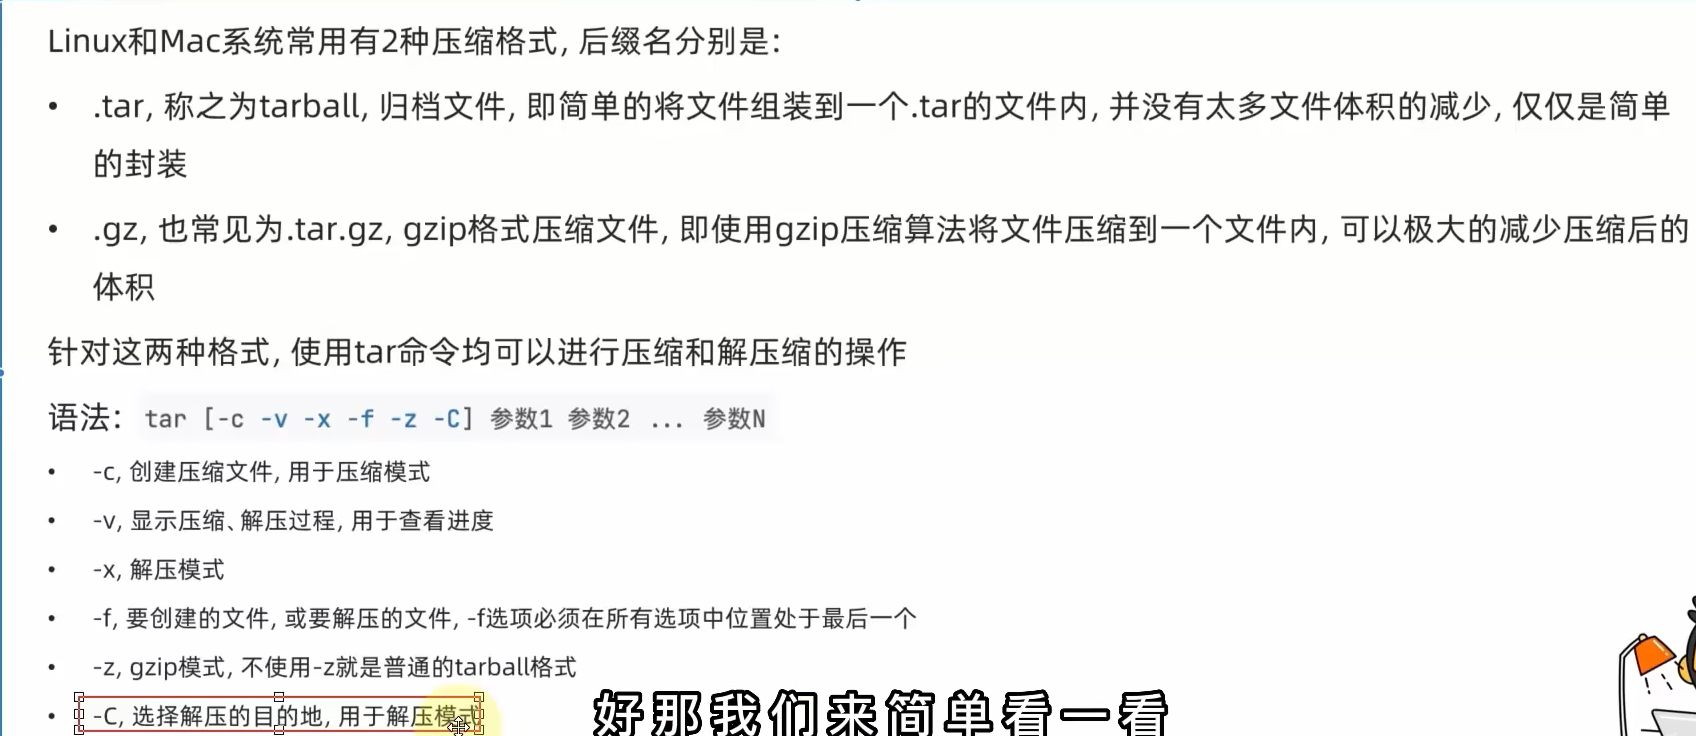 Linux和Mac系统常用有2种压缩格式, 后缀名分别是:
• .tar, 称之为tarball, 归档文件, 即简单的将文件组装到一个.tar的文件内, 并没有太多文件体积的减少, 仅仅是简单
的封装
• .gz, 也常见为.tar.gz, gzip格式压缩文件, 即使用gzip压缩算法将文件压缩到一个文件内, 可以极大的减少压缩后的
体积
针对这两种格式, 使用tar命令均可以进行压缩和解压缩的操作
语法: tar [-c -v -x -f -z -C] 参数1 参数2 ... 参数N
• -c, 创建压缩文件, 用于压缩模式
• -v, 显示压缩、解压过程, 用于查看进度
• -x, 解压模式
• -f, 要创建的文件, 或要解压的文件, -f选项必须在所有选项中位置处于最后一个
• -z, gzip模式, 不使用-z就是普通的tarball格式
• -C, 选择解压的目的地, 用于解压模式
好那我们来简单看一看